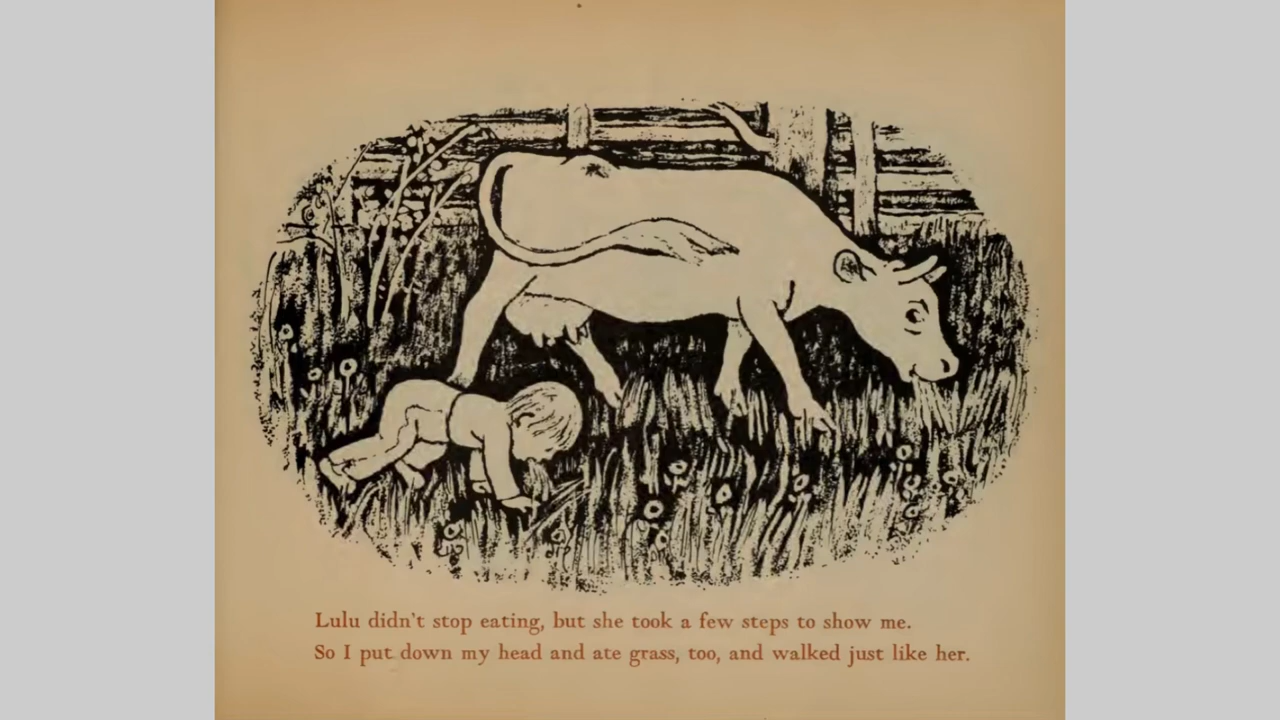 Lulu didn't stop eating, but she took a few steps to show me.
So I put down my head and ate grass, too, and walked just like her.